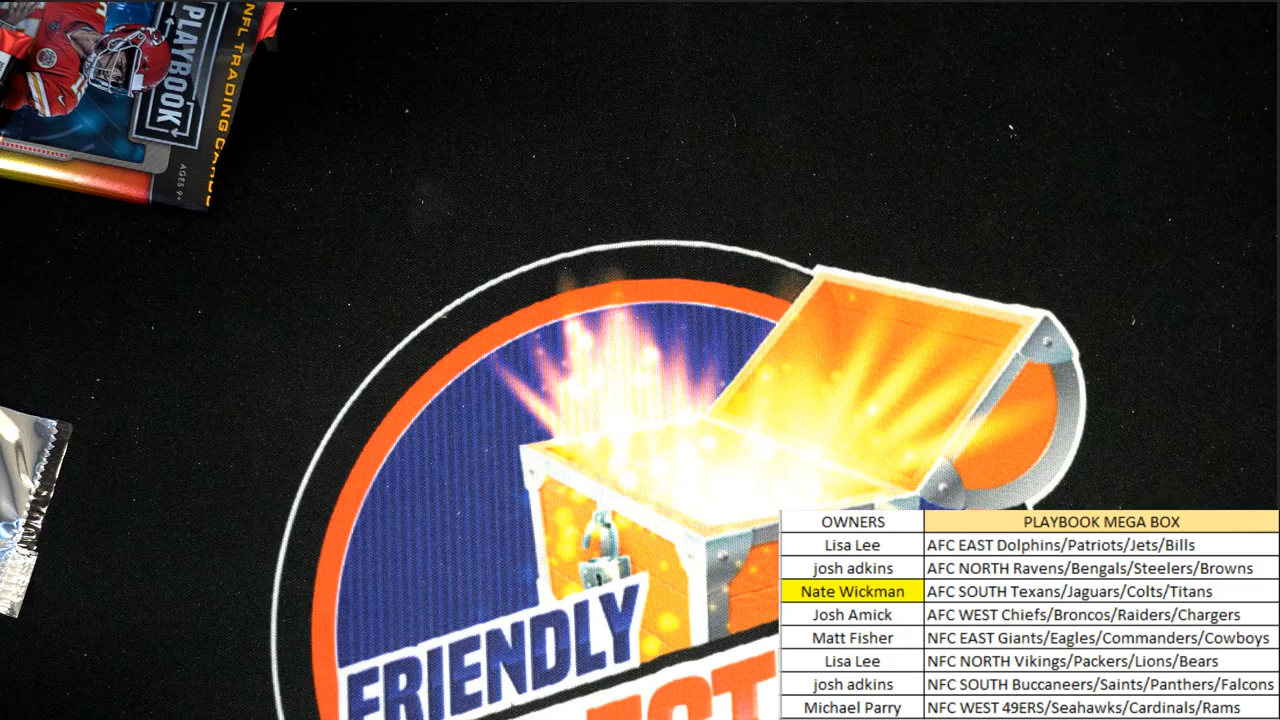 PLAYBOOK
NFL TRADING CARDS
AGES 9+
FRIENDLY
OWNERS PLAYBOOK MEGA BOX
Lisa Lee AFC EAST Dolphins/Patriots/Jets/Bills
josh adkins AFC NORTH Ravens/Bengals/Steelers/Browns
Nate Wickman AFC SOUTH Texans/Jaguars/Colts/Titans
Josh Amick AFC WEST Chiefs/Broncos/Raiders/Chargers
Matt Fisher NFC EAST Giants/Eagles/Commanders/Cowboys
Lisa Lee NFC NORTH Vikings/Packers/Lions/Bears
josh adkins NFC SOUTH Buccaneers/Saints/Panthers/Falcons
Michael Parry NFC WEST 49ERS/Seahawks/Cardinals/Rams